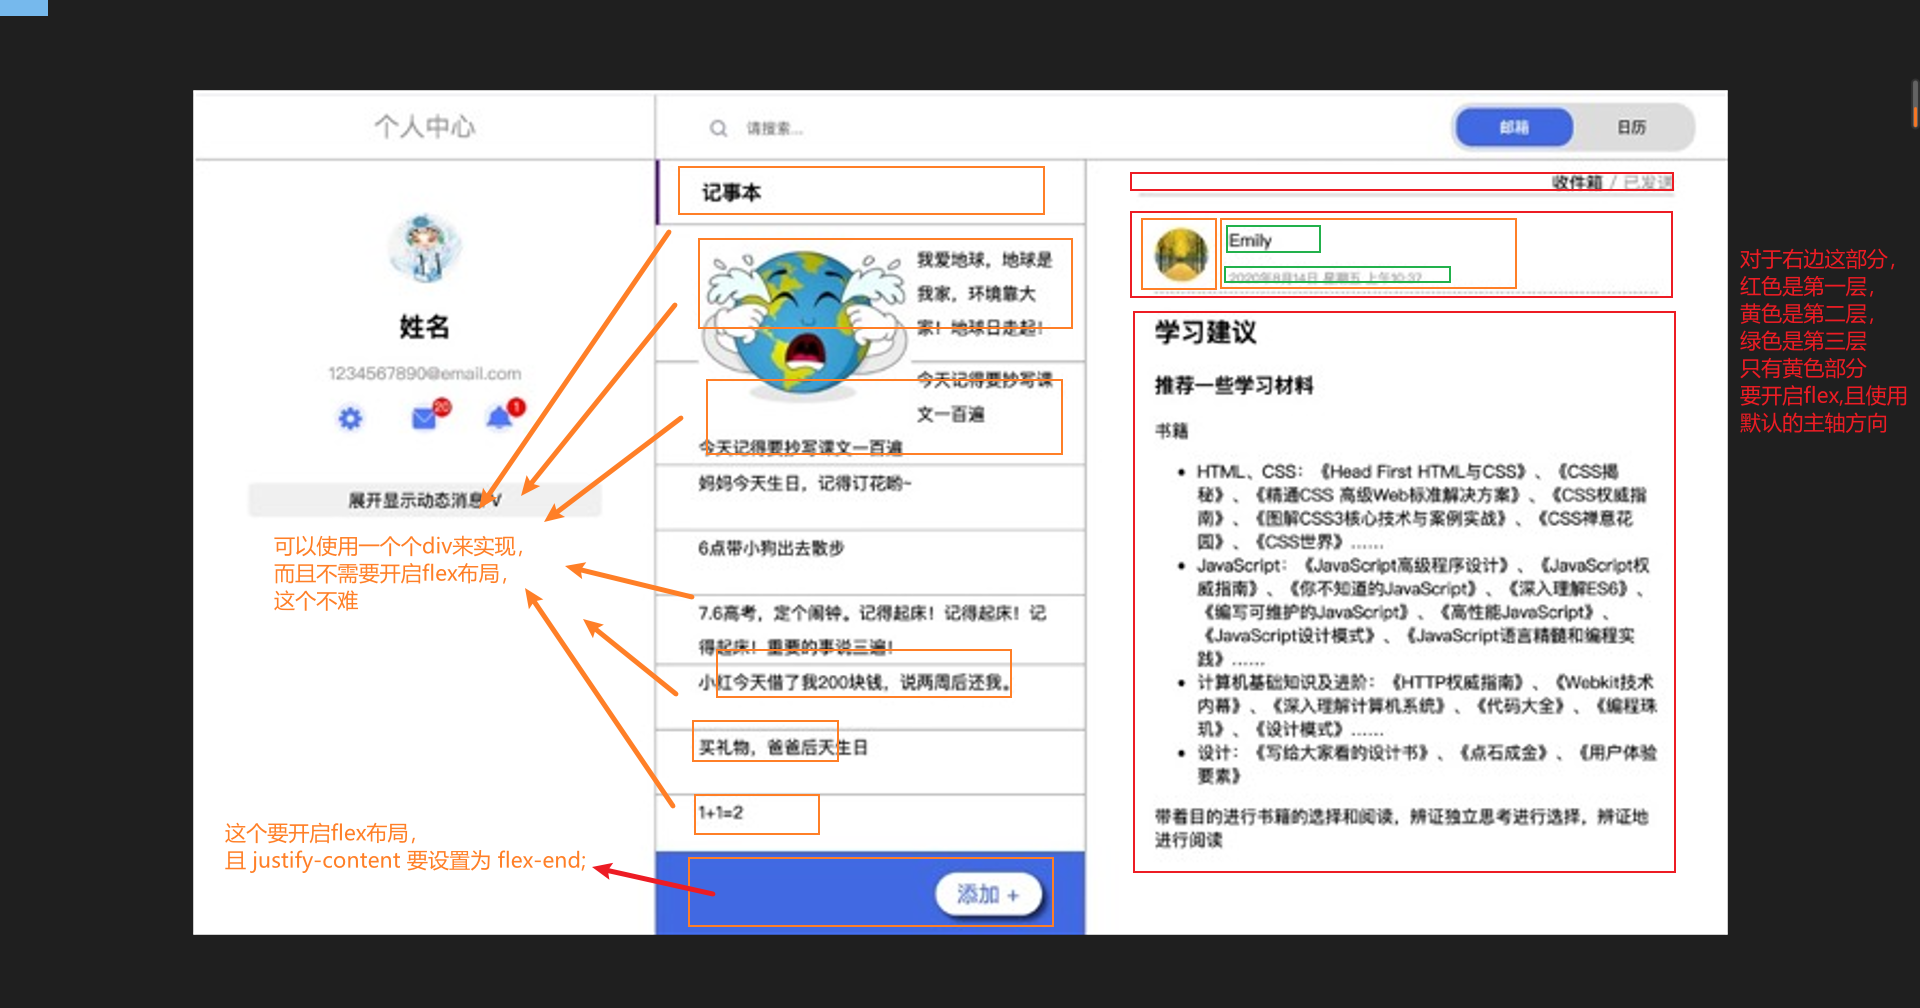 个人中心
请搜索...
邮箱
日历
姓名
1234567890@email.com
20
1
展开显示动态消息 V
可以使用一个个div来实现，
而且不需要开启flex布局，
这个不难
这个要开启flex布局，
且 justify-content 要设置为 flex-end;
记事本
我爱地球，地球是
我家，环境靠大
家！地球日走起！
今天记得要抄写课
文一百遍
今天记得要抄写课文一百遍
妈妈今天生日，记得订花哟~
6点带小狗出去散步
7.6高考，定个闹钟。记得起床！记得起床！记
得起床！重要的事说三遍！
小红今天借了我200块钱，说两周后还我。
买礼物，爸爸后天生日
1+1=2
添加 +
收件箱 / 已发送
Emily
2020年8月14日 星期五 上午10:37
学习建议
推荐一些学习材料
书籍
HTML、CSS：《Head First HTML与CSS》、《CSS揭
秘》、《精通CSS 高级Web标准解决方案》、《CSS权威指
南》、《图解CSS3核心技术与案例实战》、《CSS禅意花
园》、《CSS世界》……
JavaScript：《JavaScript高级程序设计》、《JavaScript权
威指南》、《你不知道的JavaScript》、《深入理解ES6》、
《编写可维护的JavaScript》、《高性能JavaScript》、
《JavaScript设计模式》、《JavaScript语言精髓和编程实
践》……
计算机基础知识及进阶：《HTTP权威指南》、《Webkit技术
内幕》、《深入理解计算机系统》、《代码大全》、《编程珠
玑》、《设计模式》……
设计：《写给大家看的设计书》、《点石成金》、《用户体验
要素》
带着目的进行书籍的选择和阅读，辨证独立思考进行选择，辨证地
进行阅读
对于右边这部分，
红色是第一层，
黄色是第二层，
绿色是第三层
只有黄色部分
要开启flex,且使用
默认的主轴方向